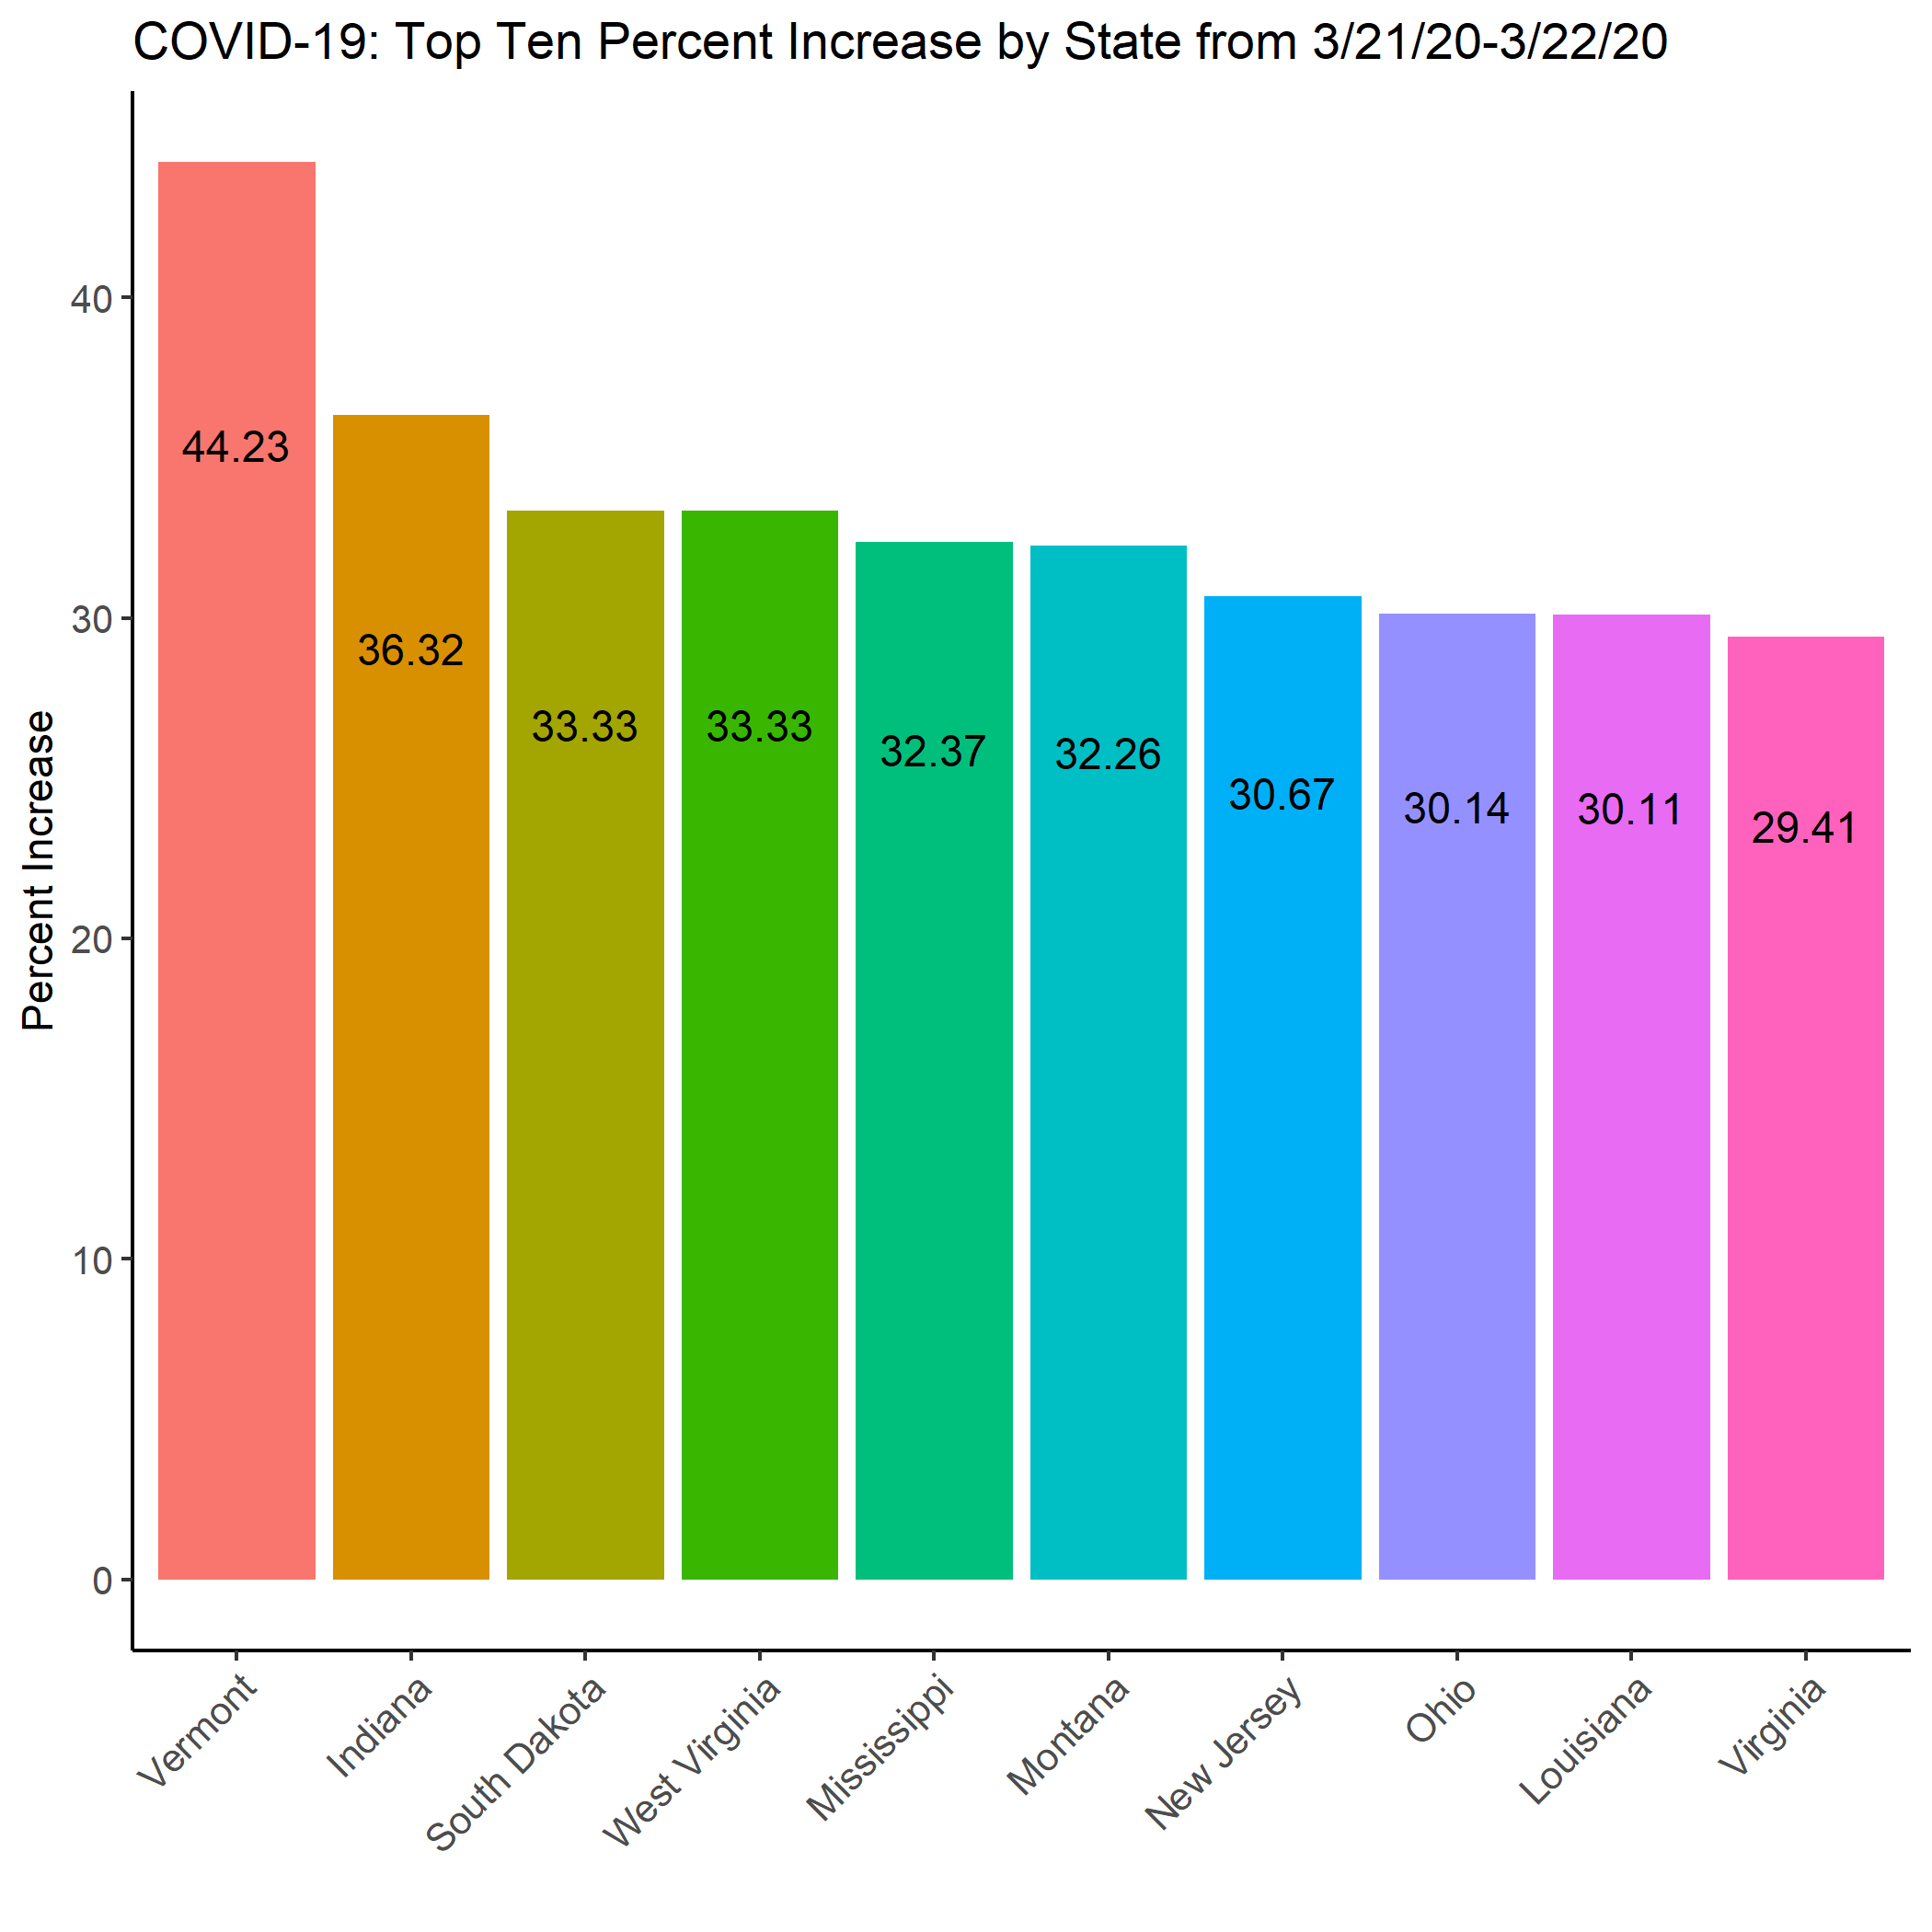 COVID-19: Top Ten Percent Increase by State from 3/21/20-3/22/20
Percent Increase
40
30
20
10
0
44.23
36.32
33.33
33.33
32.37
32.26
30.67
30.14
30.11
29.41
Vermont
Indiana
South Dakota
West Virginia
Mississippi
Montana
New Jersey
Ohio
Louisiana
Virginia